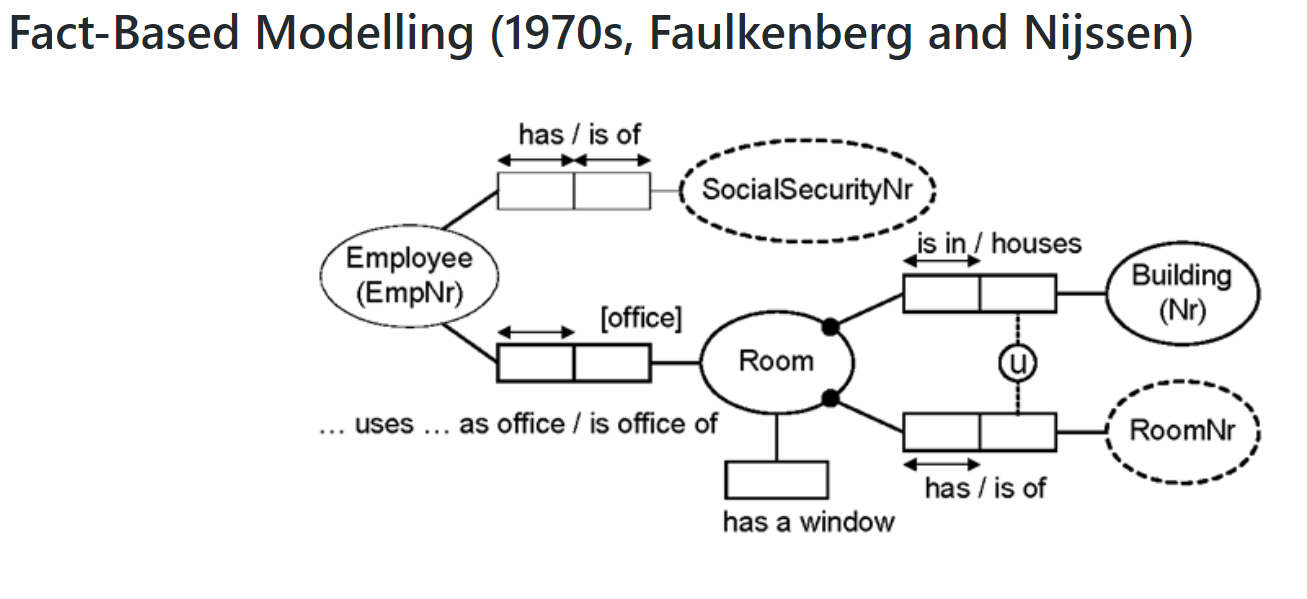 Fact-Based Modelling (1970s, Faulkenberg and Nijssen)
has / is of
SocialSecurityNr
Employee
(EmpNr)
is in / houses
Building
(Nr)
[office]
Room
u
... uses ... as office / is office of
RoomNr
has / is of
has a window